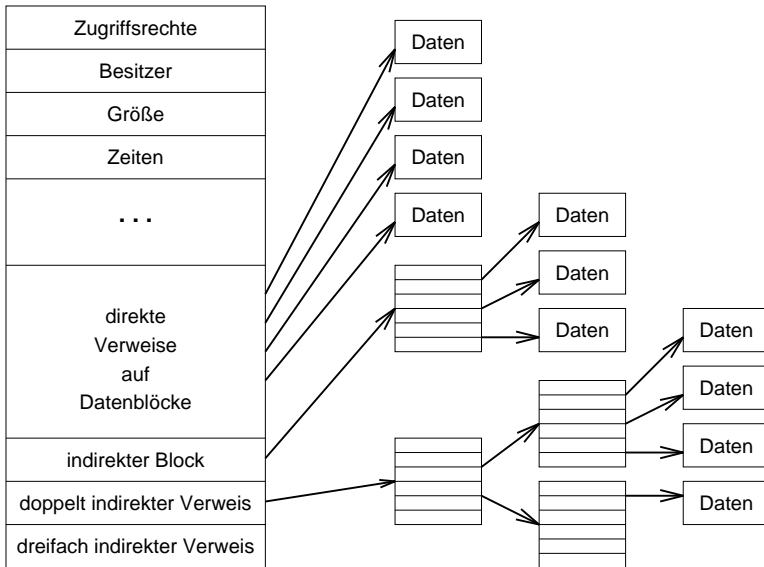 Zugriffsrechte
Besitzer
Größe
Zeiten
. . .
direkte
Verweise
auf
Datenblöcke
indirekter Block
doppelt indirekter Verweis
dreifach indirekter Verweis
Daten
Daten
Daten
Daten
Daten
Daten
Daten
Daten
Daten
Daten
Daten